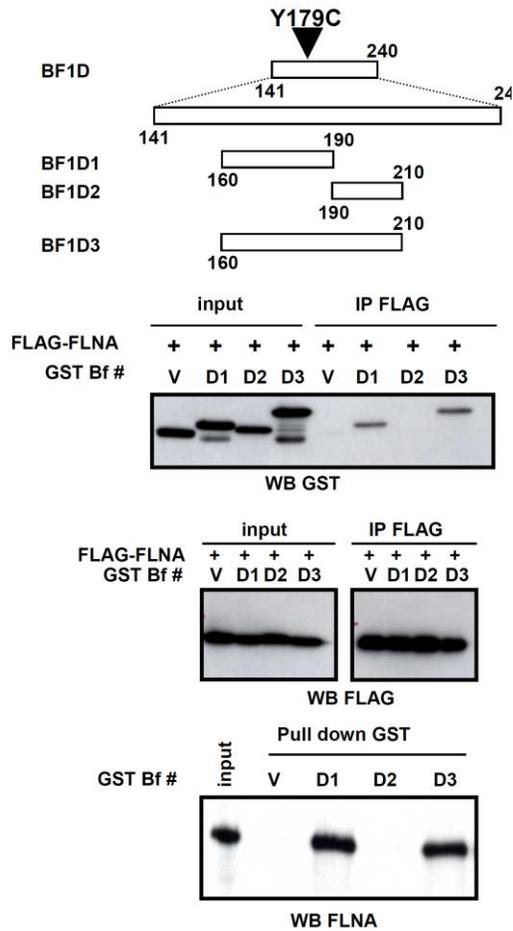 Y179C
BF1D
240
141
24
141
190
BF1D1
160
210
BF1D2
190
210
BF1D3
160
input IP FLAG
FLAG-FLNA + + + + + + + +
GST Bf # V D1 D2 D3 V D1 D2 D3
WB GST
input IP FLAG
FLAG-FLNA + + + + + + + +
GST Bf # V D1 D2 D3 V D1 D2 D3
WB FLAG
Pull down GST
GST Bf # input V D1 D2 D3
WB FLNA